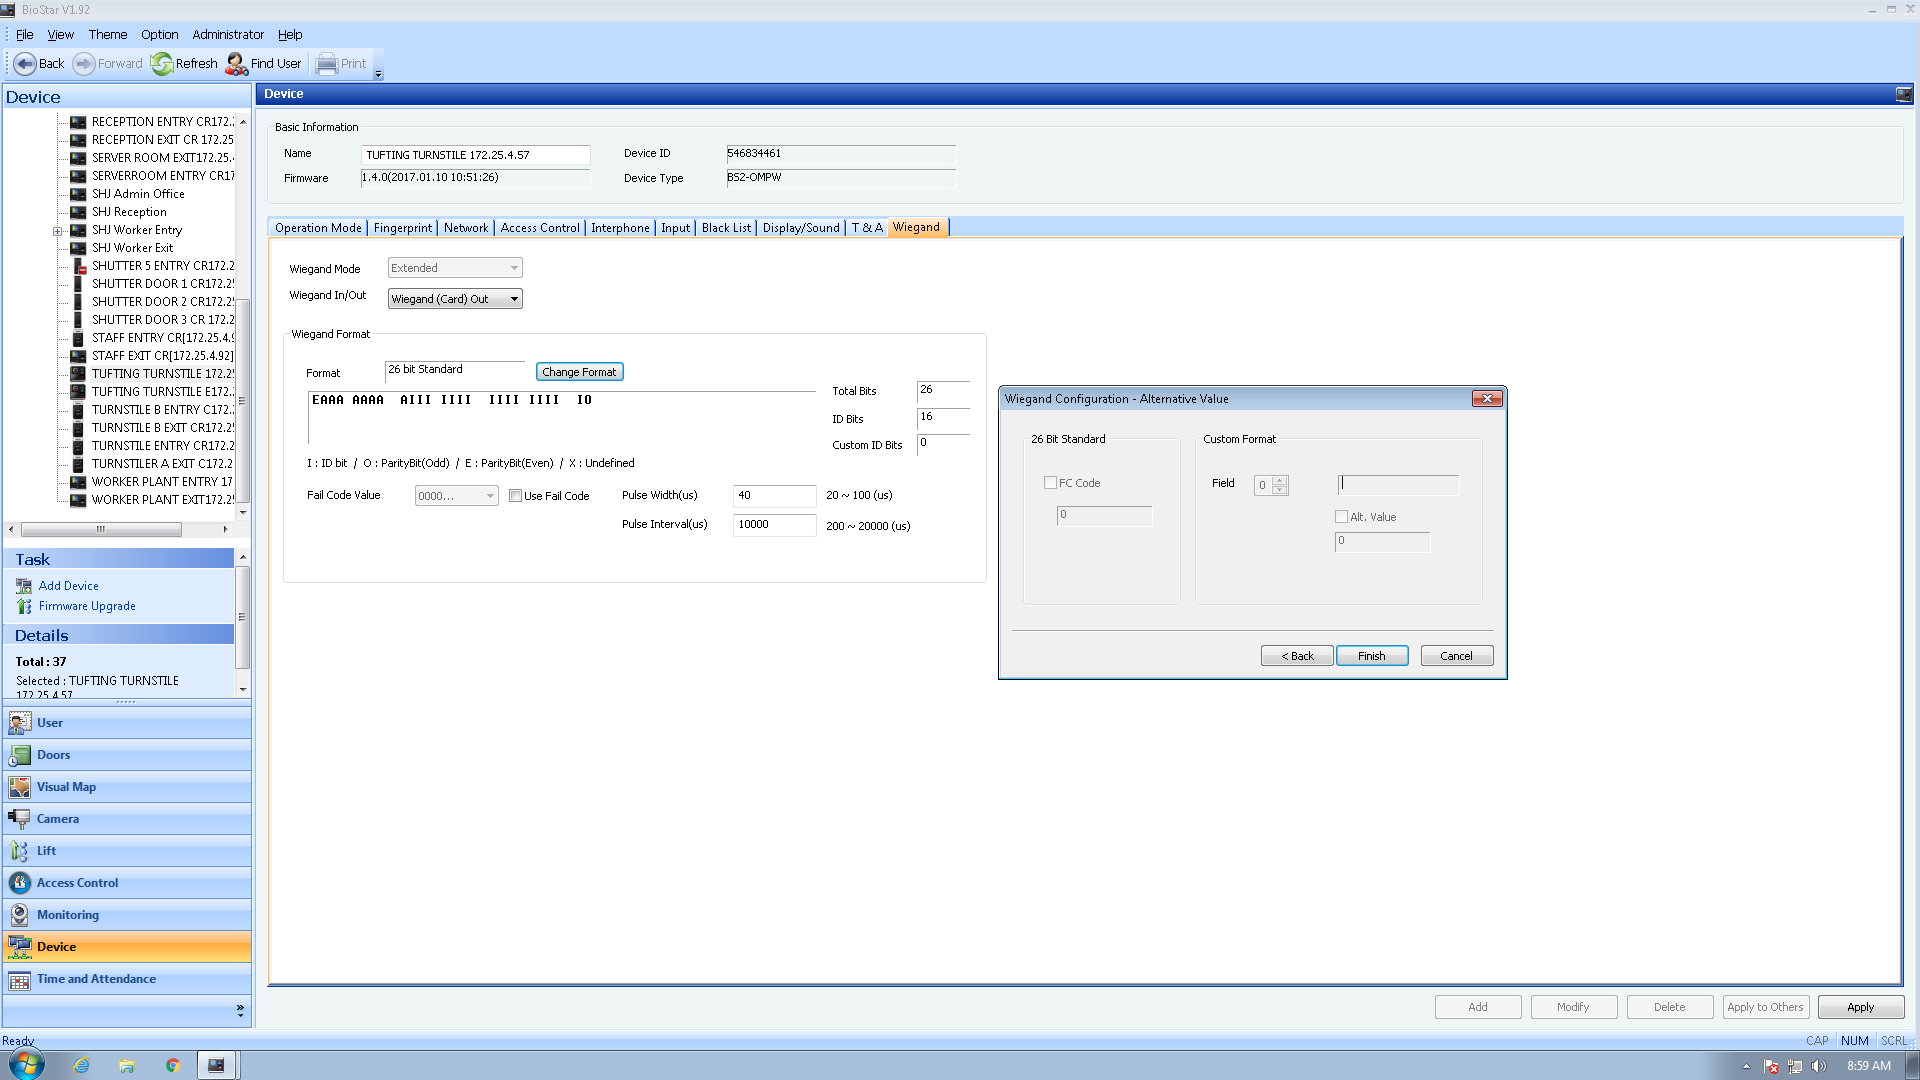 BioStar V1.92
File View Theme Option Administrator Help
Back Forward Refresh Find User Print
Device
RECEPTION ENTRY CR172.
RECEPTION EXIT CR 172.25
SERVER ROOM EXIT172.25.
SERVERROOM ENTRY CR17
SHJ Admin Office
SHJ Reception
SHJ Worker Entry
SHJ Worker Exit
SHUTTER 5 ENTRY CR172.2
SHUTTER DOOR 1 CR172.25
SHUTTER DOOR 2 CR172.25
SHUTTER DOOR 3 CR 172.2
STAFF ENTRY CR[172.25.4.9
STAFF EXIT CR[172.25.4.92]
TUFTING TURNSTILE 172.25
TUFTING TURNSTILE E172.2
TURNSTILE B ENTRY C172.2
TURNSTILE B EXIT CR172.2
TURNSTILE ENTRY CR172.2
TURNSTILER A EXIT C172.2
WORKER PLANT ENTRY 17
WORKER PLANT EXIT172.25
Task
Add Device
Firmware Upgrade
Details
Total : 37
Selected : TUFTING TURNSTILE
172.25.4.57
User
Doors
Visual Map
Camera
Lift
Access Control
Monitoring
Device
Time and Attendance
Device
Basic Information
Name TUFTING TURNSTILE 172.25.4.57 Device ID 546834461
Firmware 1.4.0(2017.01.10 10:51:26) Device Type BS2-OMPW
Operation Mode Fingerprint Network Access Control Interphone Input Black List Display/Sound T & A Wiegand
Wiegand Mode Extended
Wiegand In/Out Wiegand (Card) Out
Wiegand Format
Format 26 bit Standard Change Format
EAAA AAAA AIII IIII IIII IIII IO
Total Bits 26
ID Bits 16
Custom ID Bits 0
I : ID bit / O : ParityBit(Odd) / E : ParityBit(Even) / X : Undefined
Fail Code Value 0000... Use Fail Code Pulse Width(us) 40 20 ~ 100 (us)
Pulse Interval(us) 10000 200 ~ 20000 (us)
Wiegand Configuration - Alternative Value
26 Bit Standard
FC Code
0
Custom Format
Field 0
Alt. Value
0
< Back Finish Cancel
Add Modify Delete Apply to Others Apply
Ready CAP NUM SCRL
8:59 AM